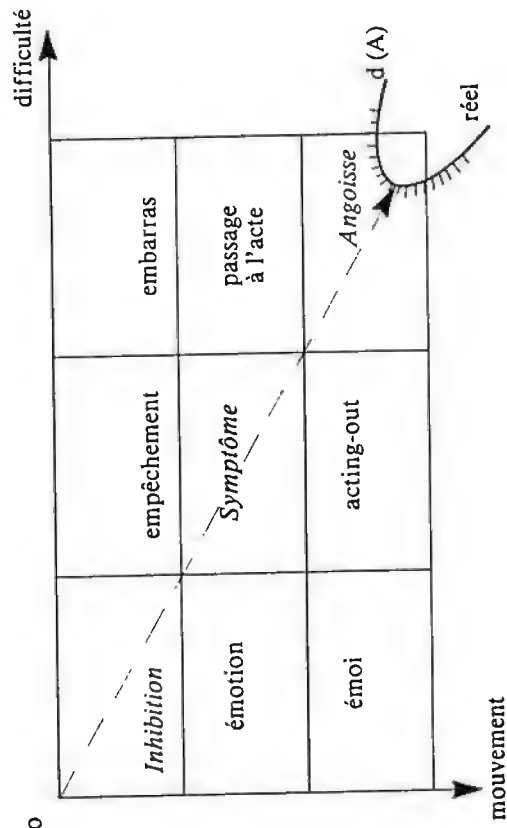 difficulté
o
Inhibition
empêchement
embarras
émotion
Symptôme
passage
à l'acte
émoi
acting-out
Angoisse
d (A)
réel
mouvement